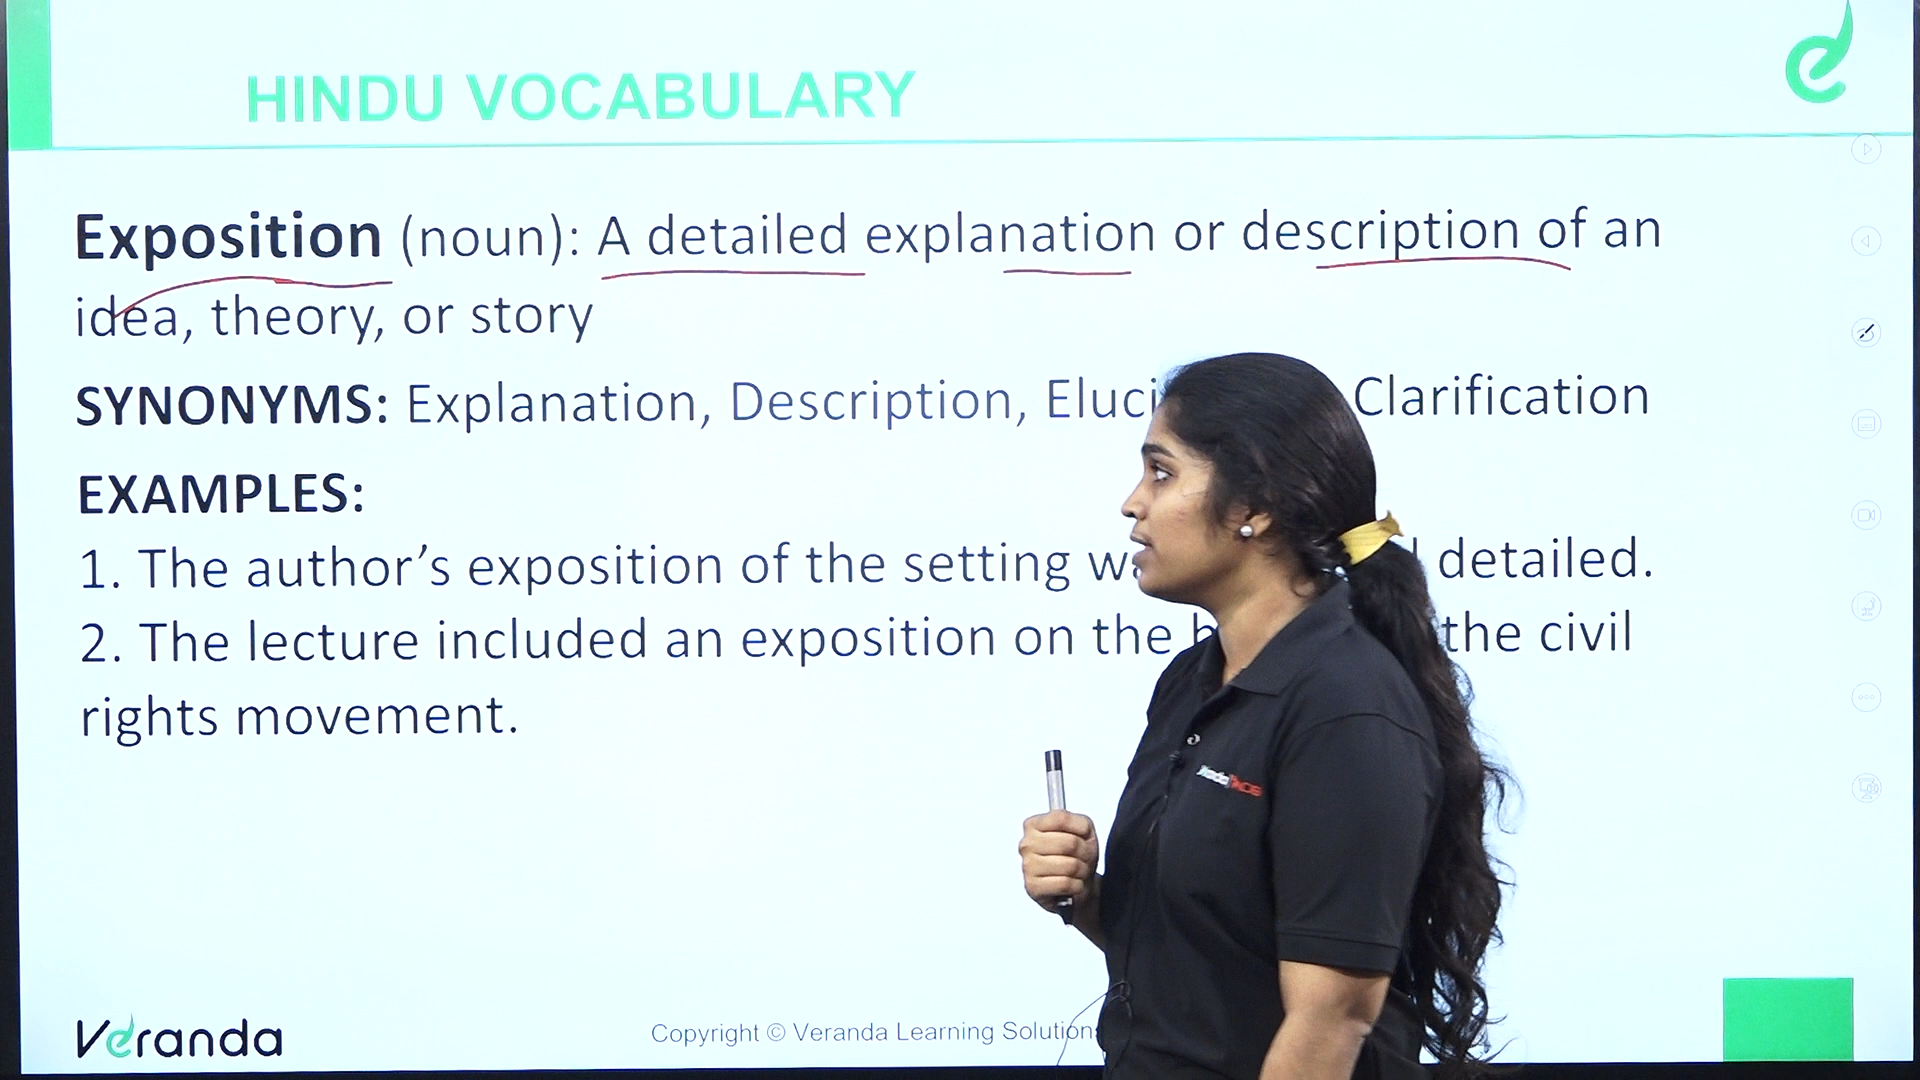 HINDU VOCABULARY
Exposition (noun): A detailed explanation or description of an
idea, theory, or story
SYNONYMS: Explanation, Description, Clarification
EXAMPLES:
1. The author's exposition of the setting detailed.
2. The lecture included an exposition on the the civil
rights movement.
Veranda
Copyright © Veranda Learning Solutions